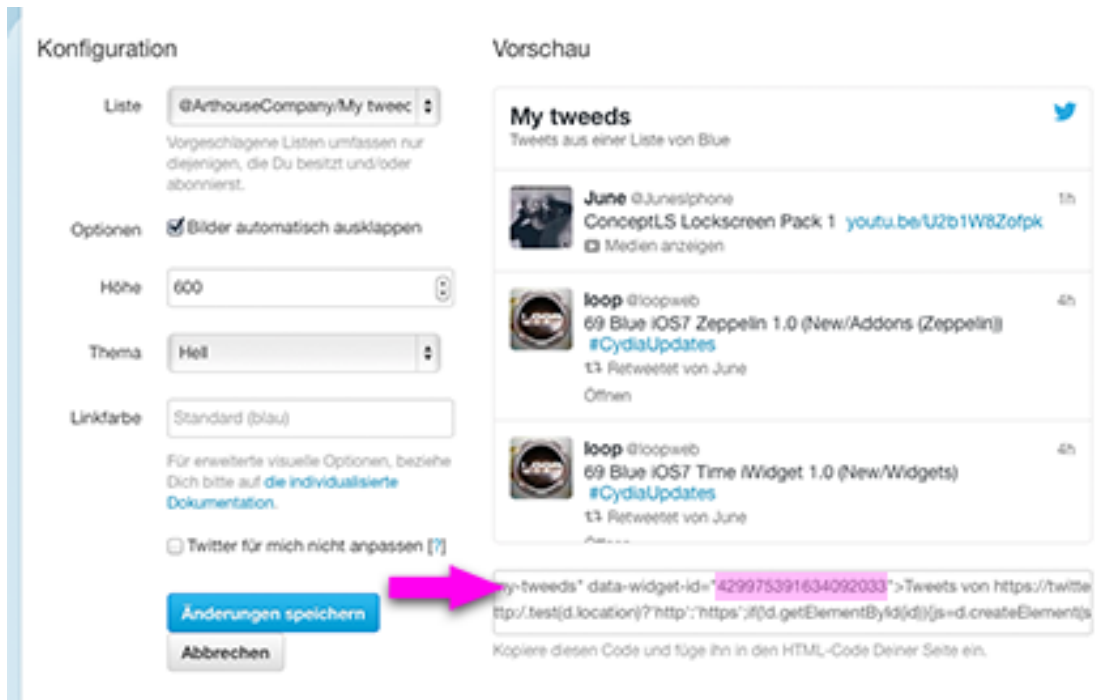 Konfiguration
Liste
@ArthouseCompany/My tweec
Vorgeschlagene Listen umfassen nur
diejenigen, die Du besitzt und/oder
abonnierst.
Optionen
Bilder automatisch ausklappen
Höhe
600
Thema
Hell
Linkfarbe
Standard (blau)
Für erweiterte visuelle Optionen, beziehe
Dich bitte auf die individualisierte
Dokumentation.
Twitter für mich nicht anpassen [?]
Änderungen speichern
Abbrechen
Vorschau
My tweeds
Tweets aus einer Liste von Blue
June @JunesIphone 1h
ConceptLS Lockscreen Pack 1 youtu.be/U2b1W8Zofpk
Medien anzeigen
LOOP
loop @loopweb 4h
69 Blue iOS7 Zeppelin 1.0 (New/Addons (Zeppelin))
#CydiaUpdates
Retweetet von June
Öffnen
LOOP
loop @loopweb 4h
69 Blue iOS7 Time iWidget 1.0 (New/Widgets)
#CydiaUpdates
Retweetet von June
ny-tweeds" data-widget-id="429975391634092033">Tweets von https://twitte
ttp:/.test(d.location)?'http':'https';if(!d.getElementById(id)){js=d.createElement(s
Kopiere diesen Code und füge ihn in den HTML-Code Deiner Seite ein.